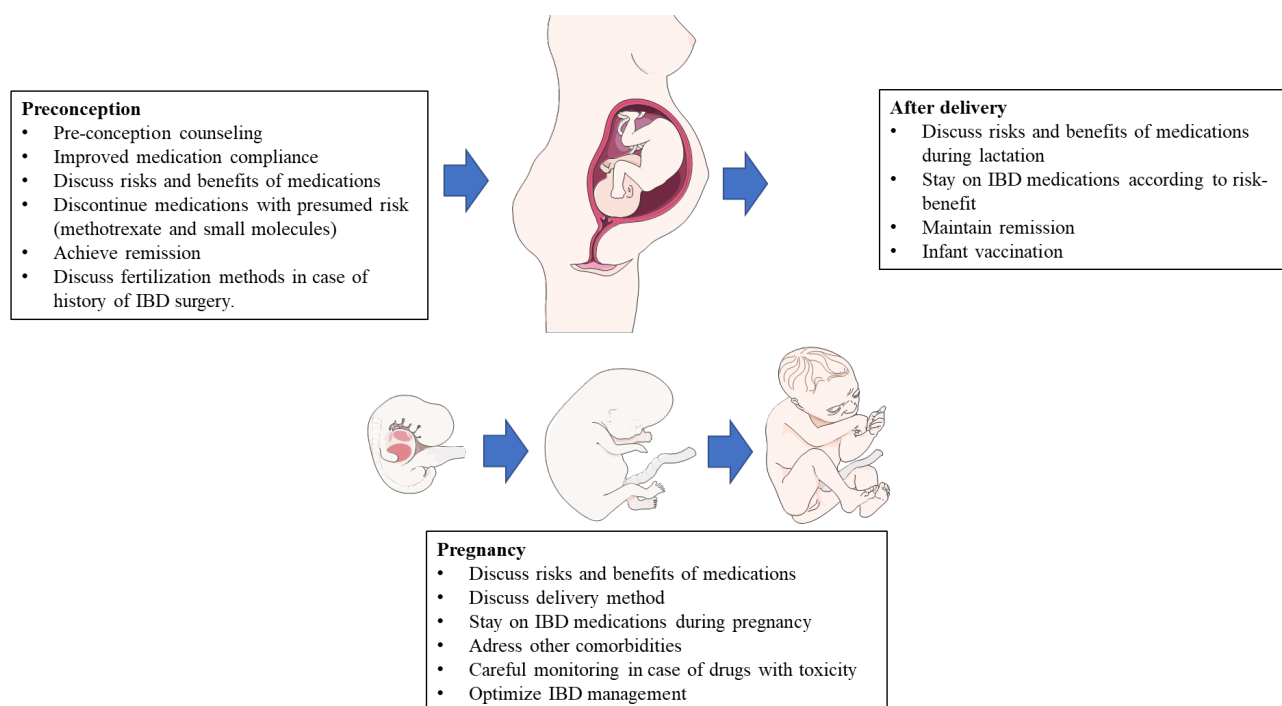 Preconception
• Pre-conception counseling
• Improved medication compliance
• Discuss risks and benefits of medications
• Discontinue medications with presumed risk
(methotrexate and small molecules)
• Achieve remission
• Discuss fertilization methods in case of
history of IBD surgery.
After delivery
• Discuss risks and benefits of medications
during lactation
• Stay on IBD medications according to risk-
benefit
• Maintain remission
• Infant vaccination
Pregnancy
• Discuss risks and benefits of medications
• Discuss delivery method
• Stay on IBD medications during pregnancy
• Adress other comorbidities
• Careful monitoring in case of drugs with toxicity
• Optimize IBD management